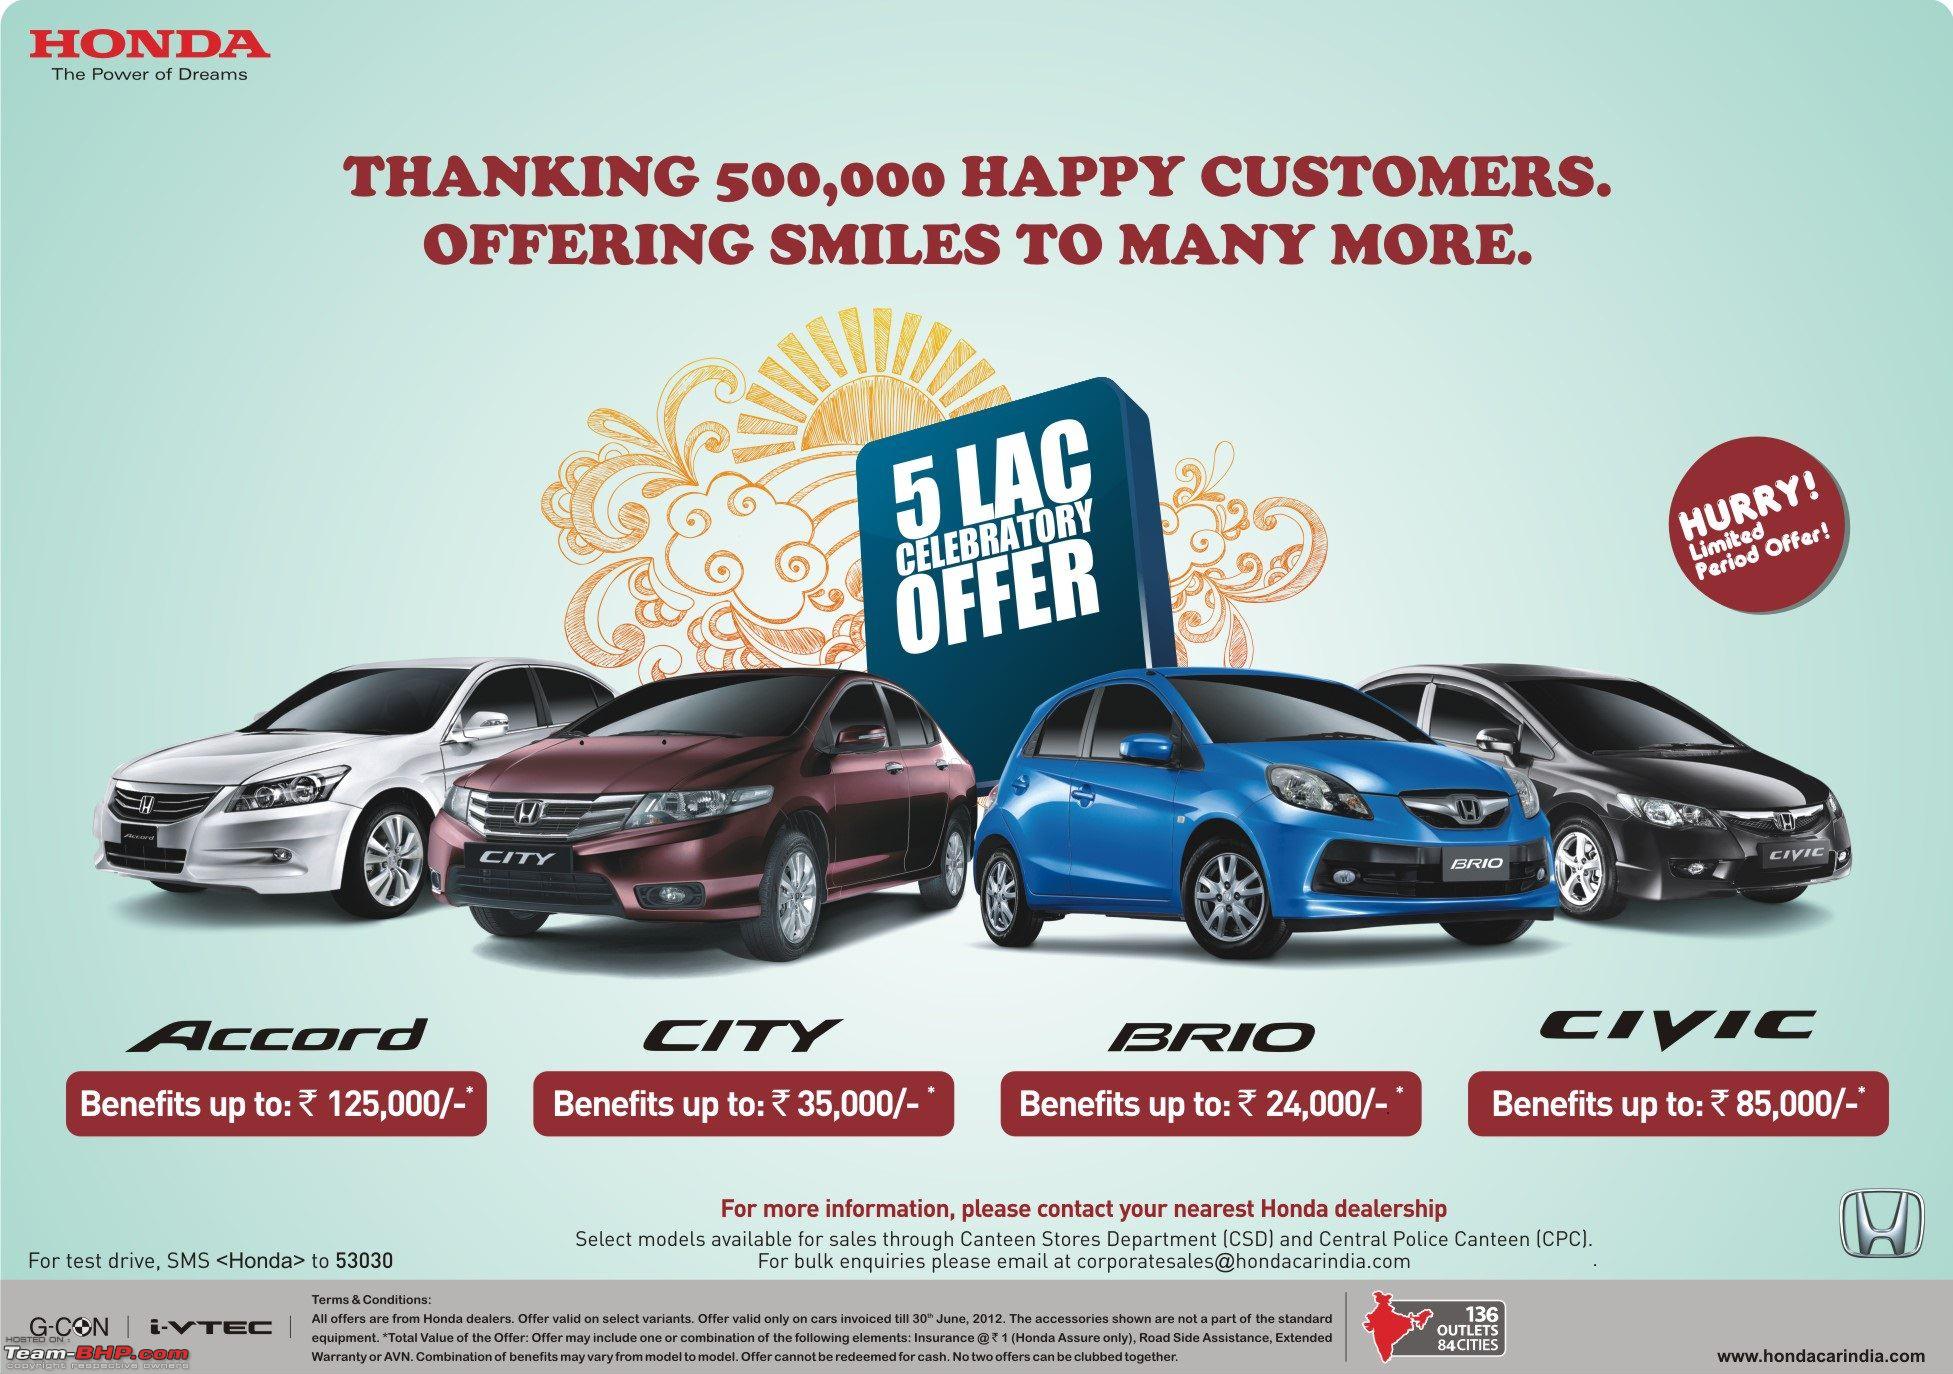 HONDA
The Power of Dreams
THANKING 500,000 HAPPY CUSTOMERS.
OFFERING SMILES TO MANY MORE.
5 LAC
CELEBRATORY
OFFER
HURRY!
Limited
Period Offer!
Accord
CITY
BRIO
CIVIC
Accord
CITY
BRIO
CIVIC
Benefits up to: ₹ 125,000/-*
Benefits up to: ₹ 35,000/-*
Benefits up to: ₹ 24,000/-*
Benefits up to: ₹ 85,000/-*
For more information, please contact your nearest Honda dealership
Select models available for sales through Canteen Stores Department (CSD) and Central Police Canteen (CPC).
For bulk enquiries please email at corporatesales@hondacarindia.com
For test drive, SMS <Honda> to 53030
G-CON | i-VTEC |
HOSTED ON:
Team-BHP.com
copyright respective owners
Terms & Conditions:
All offers are from Honda dealers. Offer valid on select variants. Offer valid only on cars invoiced till 30th June, 2012. The accessories shown are not a part of the standard
equipment. *Total Value of the Offer: Offer may include one or combination of the following elements: Insurance @ ₹ 1 (Honda Assure only), Road Side Assistance, Extended
Warranty or AVN. Combination of benefits may vary from model to model. Offer cannot be redeemed for cash. No two offers can be clubbed together.
136
OUTLETS
84 CITIES
www.hondacarindia.com